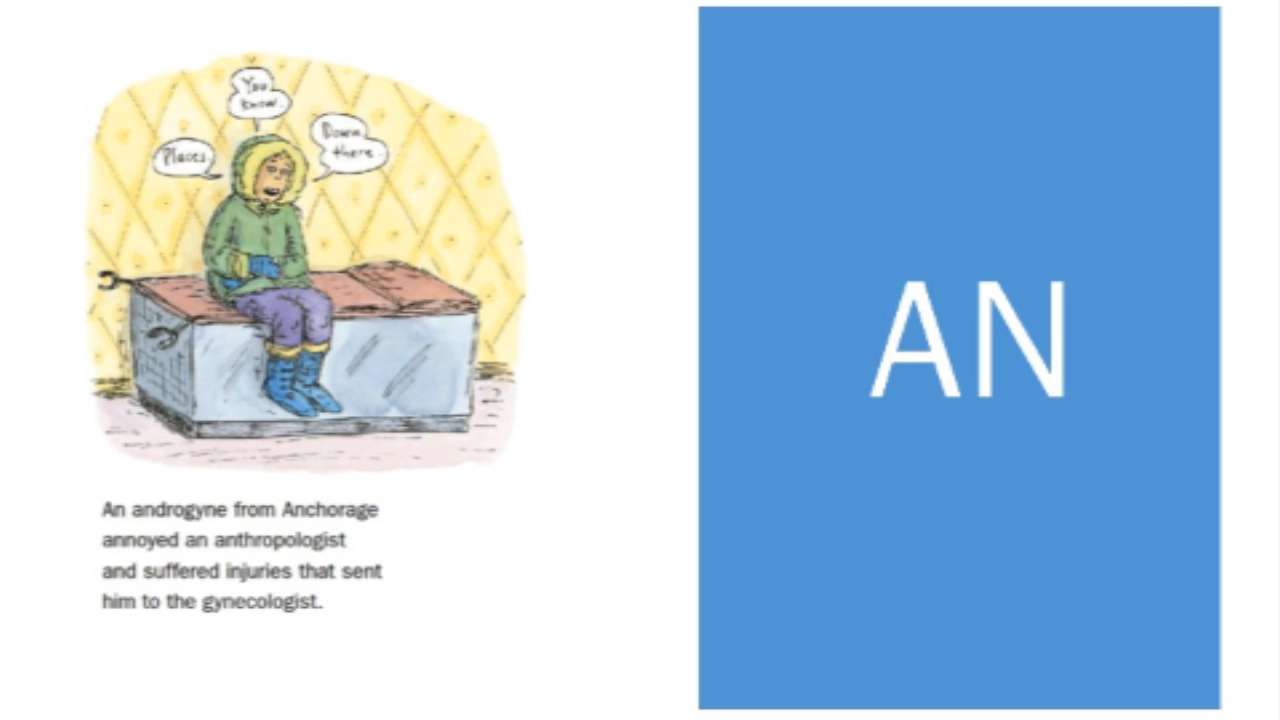 You
know.
Places.
Down
there.
An androgyne from Anchorage
annoyed an anthropologist
and suffered injuries that sent
him to the gynecologist.
AN